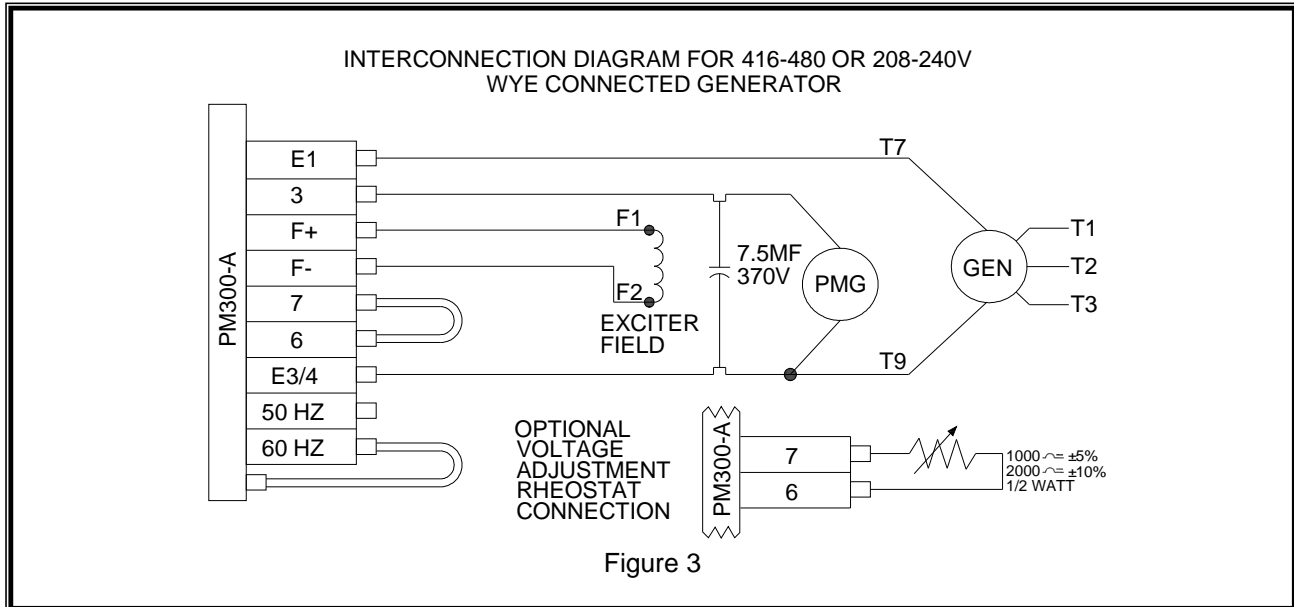 INTERCONNECTION DIAGRAM FOR 416-480 OR 208-240V
WYE CONNECTED GENERATOR
PM300-A
E1
3
F+
F-
7
6
E3/4
50 HZ
60 HZ
F1
F2
EXCITER
FIELD
7.5MF
370V
PMG
T7
GEN
T9
T1
T2
T3
OPTIONAL
VOLTAGE
ADJUSTMENT
RHEOSTAT
CONNECTION
PM300-A
7
6
1000 ~= ±5%
2000 ~= ±10%
1/2 WATT
Figure 3